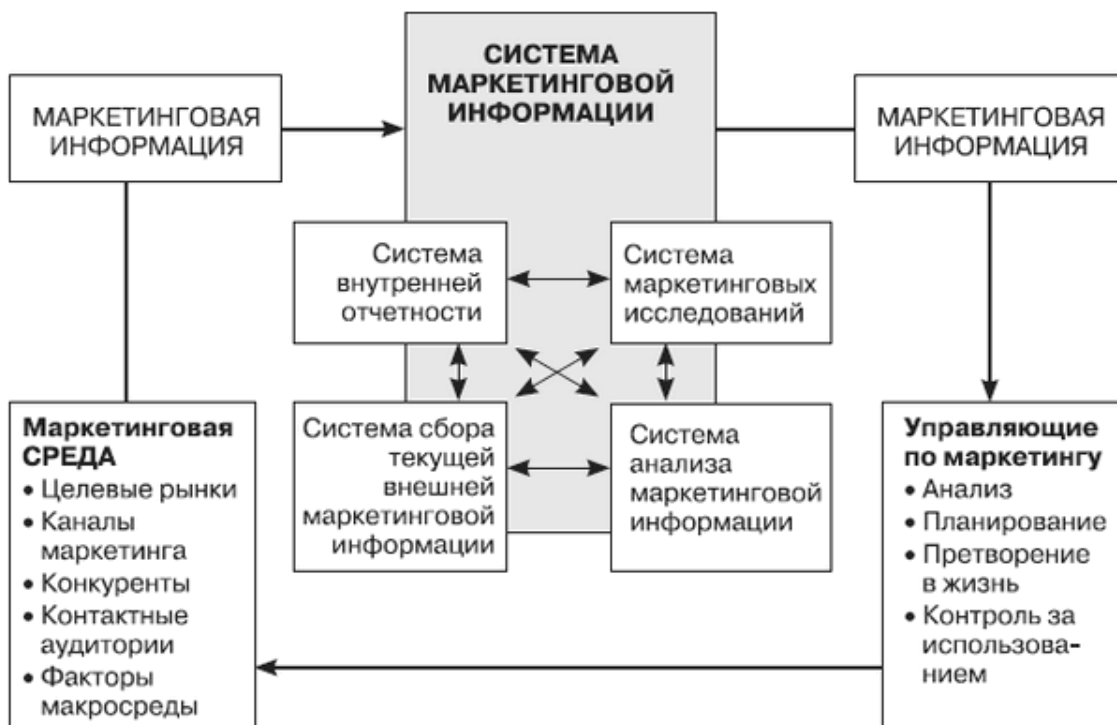 СИСТЕМА
МАРКЕТИНГОВОЙ
ИНФОРМАЦИИ
МАРКЕТИНГОВАЯ
ИНФОРМАЦИЯ
МАРКЕТИНГОВАЯ
ИНФОРМАЦИЯ
Система
внутренней
отчетности
Система
маркетинговых
исследований
Система сбора
текущей
внешней
маркетинговой
информации
Система
анализа
маркетинговой
информации
Маркетинговая
СРЕДА
• Целевые рынки
• Каналы
маркетинга
• Конкуренты
• Контактные
аудитории
• Факторы
макросреды
Управляющие
по маркетингу
• Анализ
• Планирование
• Претворение
в жизнь
• Контроль за
использова-
нием